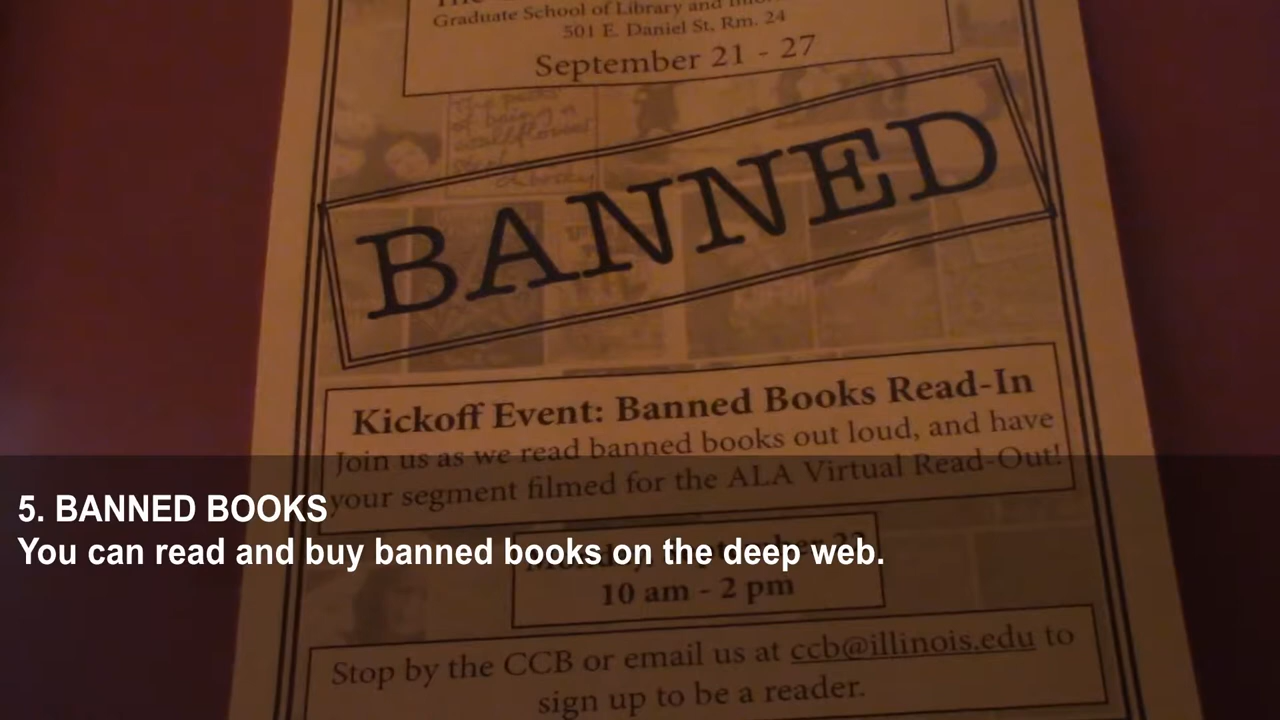 Graduate School of Library and
501 E. Daniel St, Rm. 24
September 21 - 27
BANNED
Kickoff Event: Banned Books Read-In
Join us as we read banned books out loud, and have
your segment filmed for the ALA Virtual Read-Out!
5. BANNED BOOKS
You can read and buy banned books on the deep web.
10 am - 2 pm
Stop by the CCB or email us at ccb@illinois.edu to
sign up to be a reader.